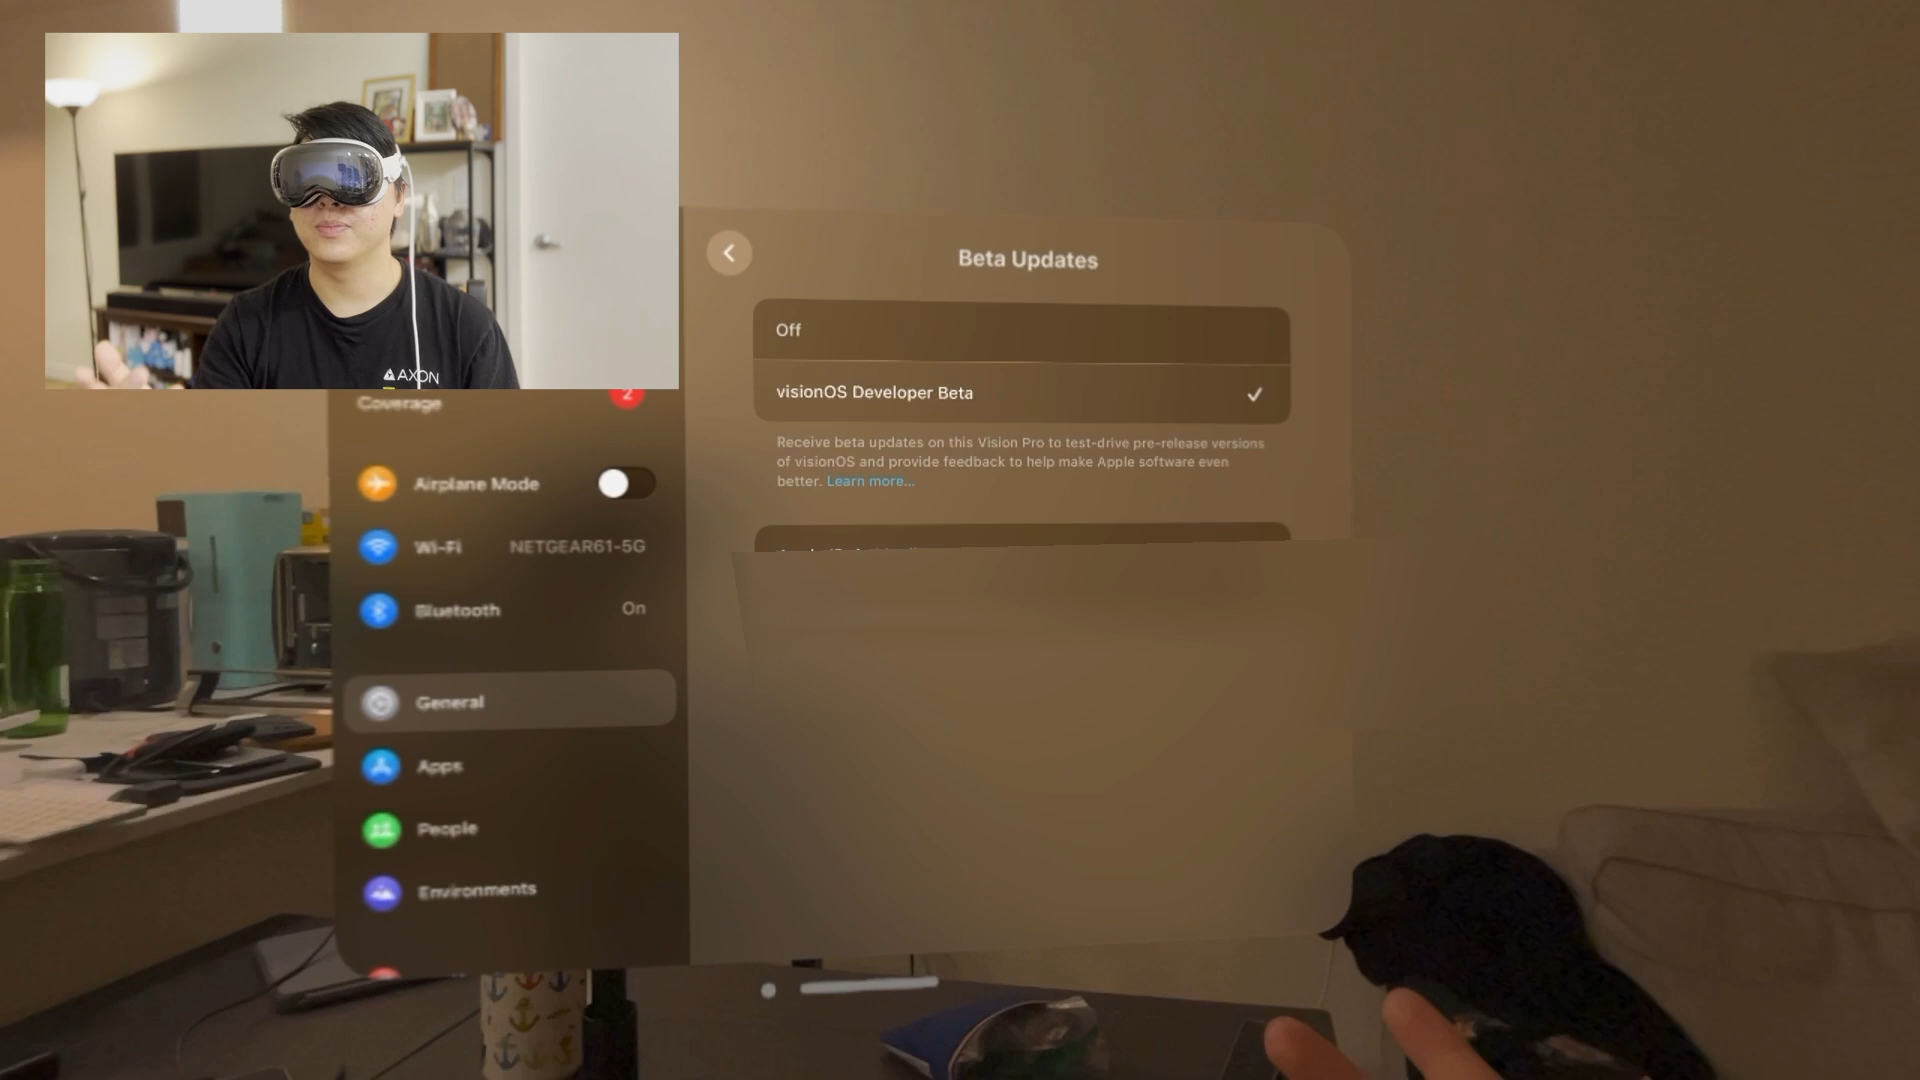 AXON
Beta Updates
Off
visionOS Developer Beta
Receive beta updates on this Vision Pro to test-drive pre-release versions
of visionOS and provide feedback to help make Apple software even
better. Learn more...
Coverage
2
Airplane Mode
Wi-Fi NETGEAR61-5G
Bluetooth On
General
Apps
People
Environments